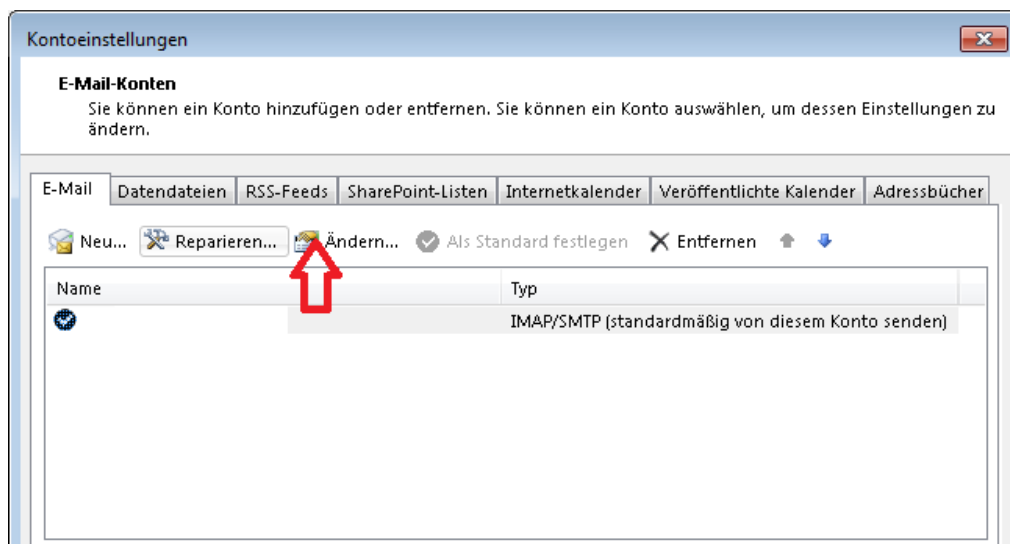 Kontoeinstellungen
E-Mail-Konten
Sie können ein Konto hinzufügen oder entfernen. Sie können ein Konto auswählen, um dessen Einstellungen zu
ändern.
E-Mail Datendateien RSS-Feeds SharePoint-Listen Internetkalender Veröffentlichte Kalender Adressbücher
Neu... Reparieren... Ändern... Als Standard festlegen Entfernen
Name Typ
IMAP/SMTP (standardmäßig von diesem Konto senden)